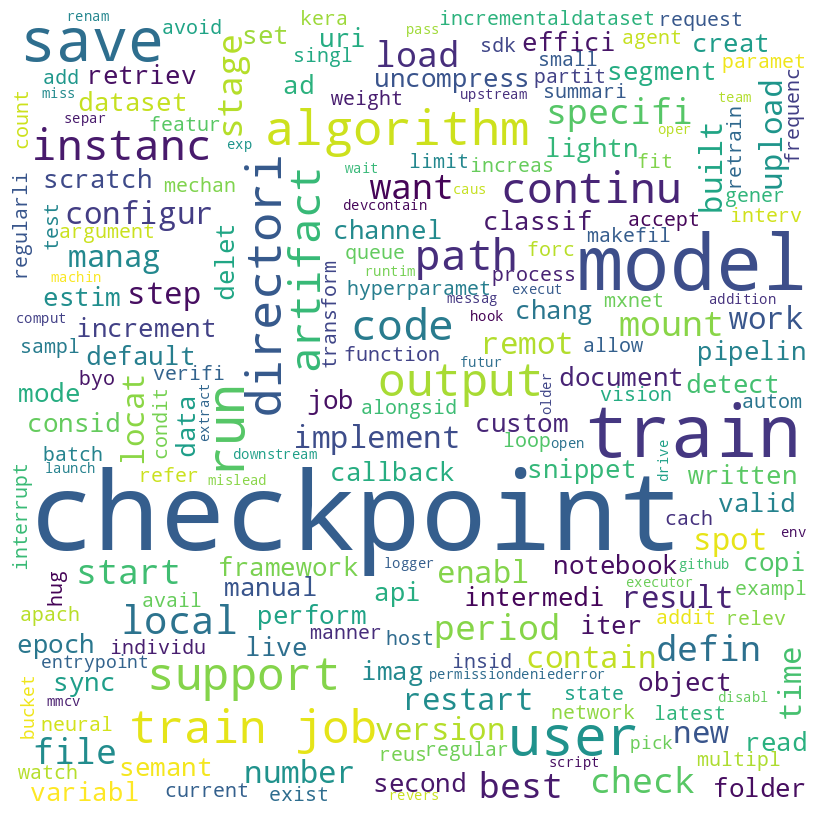 renam
pass
kera
incrementaldataset
request
save
avoid
set
singl
uri
sdk
effici
agent
creat
add
retriev
stage
load
small
paramet
miss
ad
uncompress
partit
segment
frequenc
count
dataset
weight
upstream
summari
team
separ
exp
algorithm
specifi
built
retrain
upload
featur
oper
instanc
wait
limit
increas
lightn
fit
gener
scratch
mechan
directori
artifact
want
caus
continu
regularli
test
configur
devcontain
classif
accept
interv
argument
delet
channel
makefil
manag
path
queue
forc
model
machin
process
runtim
estim
step
hyperparamet
execut
comput
transform
messag
chang
addition
increment
code
hook
mxnet
work
mount
sampl
default
function
remot
allow
byo
verifi
run
futur
pipelin
locat
extract
output
older
document
mode
condit
data
job
vision
detect
alongsid
autom
consid
custom
train
implement
loop
open
batch
downstream
drive
launch
refer
callback
snippet
written
interrupt
mislead
checkpoint
valid
cach
spot
env
logger
start
framework
enabl
notebook
github
copi
hug
executor
manual
api
intermedi
result
exampl
apach
avail
local
perform
period
iter
addit
relev
manner
host
epoch
individu
live
contain
defin
bucket
entrypoint
support
imag
insid
state
object
time
sync
permissiondeniederror
disabl
mmcv
restart
network
latest
neural
train job
version
user
new
pick
read
file
reus
regular
script
multipl
watch
semant
number
second
best
check
folder
variabl
current
exist
revers